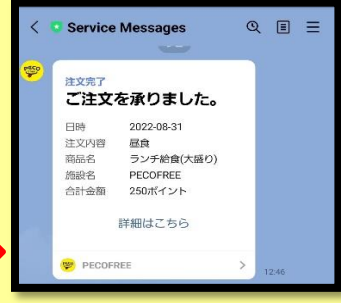 Service Messages
PECO
注文完了
ご注文を承りました。
日時 2022-08-31
注文内容 昼食
商品名 ランチ給食(大盛り)
施設名 PECOFREE
合計金額 250ポイント
詳細はこちら
PECOFREE
12:46